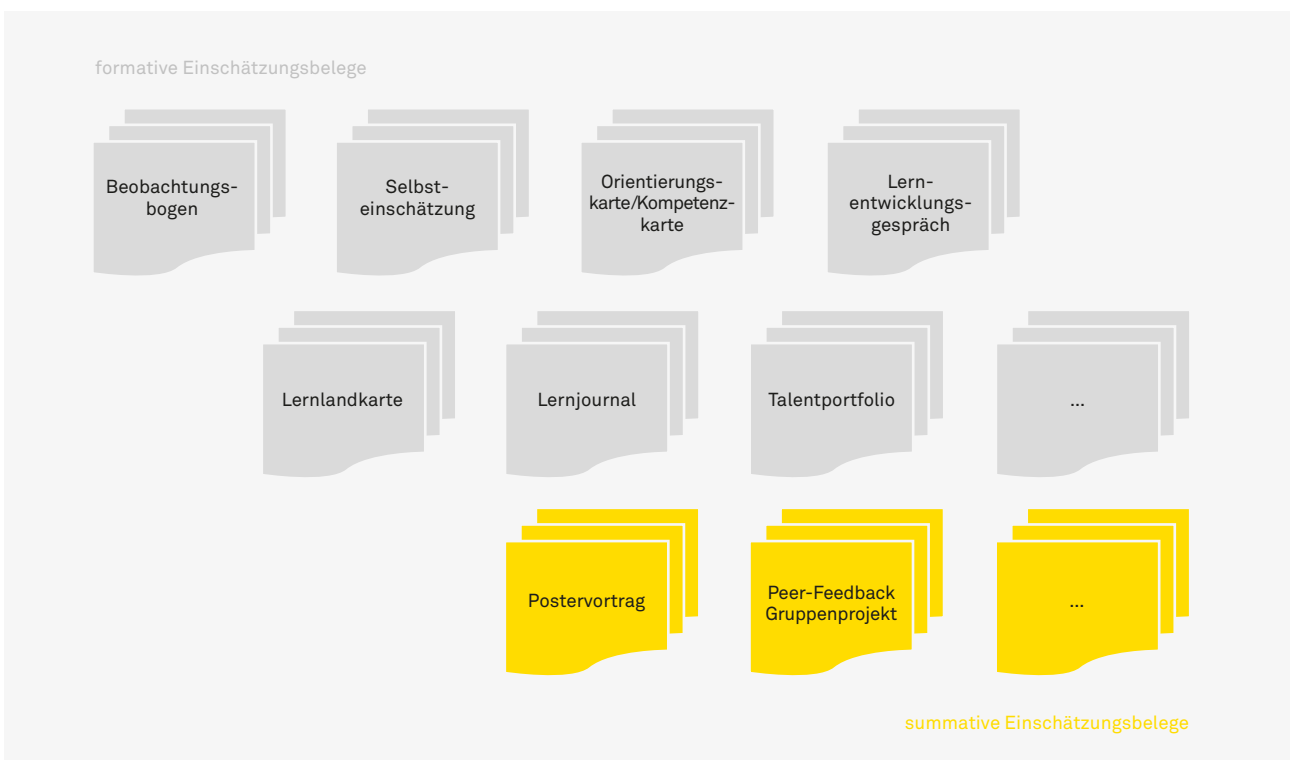 formative Einschätzungsbelege
Beobachtungs-
bogen
Selbst-
einschätzung
Orientierungs-
karte/Kompetenz-
karte
Lern-
entwicklungs-
gespräch
Lernlandkarte
Lernjournal
Talentportfolio
...
Postervortrag
Peer-Feedback
Gruppenprojekt
...
summative Einschätzungsbelege